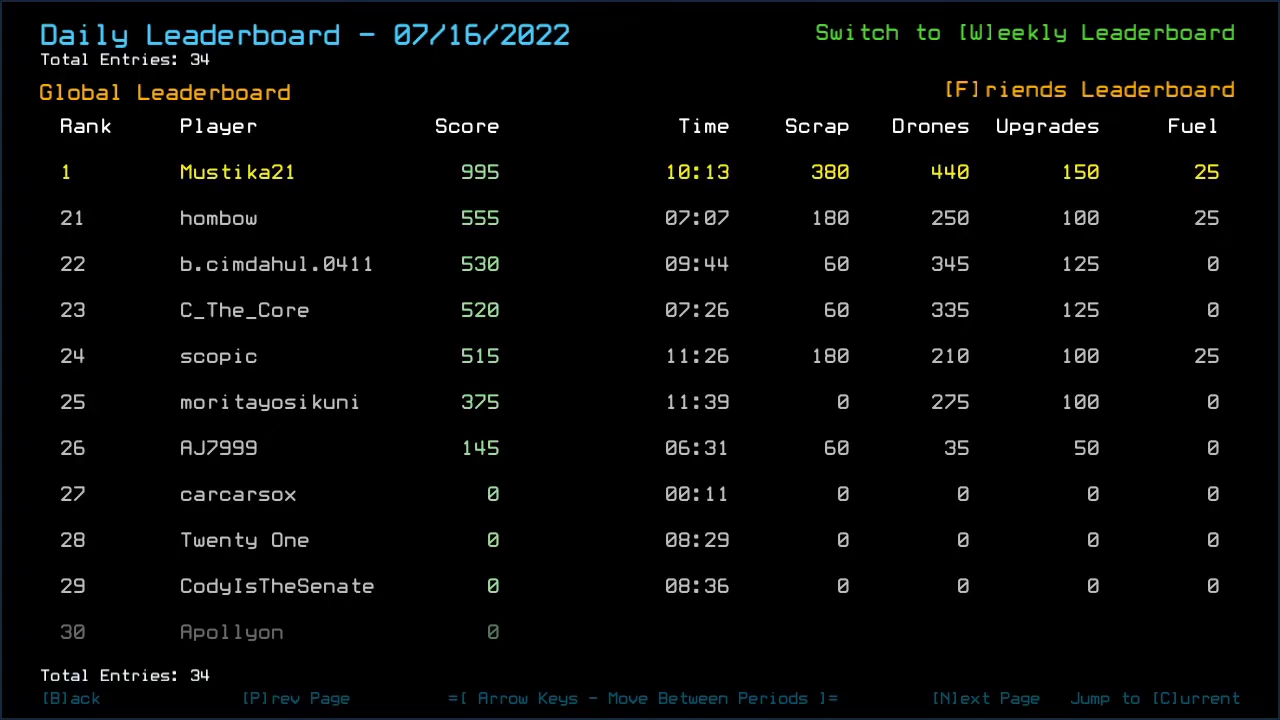 Daily Leaderboard - 07/16/2022 Switch to [W]eekly Leaderboard
Total Entries: 34
Global Leaderboard [F]riends Leaderboard
Rank Player Score Time Scrap Drones Upgrades Fuel
1 Mustika21 995 10:13 380 440 150 25
21 hombow 555 07:07 180 250 100 25
22 b.cimdahul.0411 530 09:44 60 345 125 0
23 C_The_Core 520 07:26 60 335 125 0
24 scopic 515 11:26 180 210 100 25
25 moritayosikuni 375 11:39 0 275 100 0
26 AJ7999 145 06:31 60 35 50 0
27 carcarsox 0 00:11 0 0 0 0
28 Twenty One 0 08:29 0 0 0 0
29 CodyIsTheSenate 0 08:36 0 0 0 0
30 Apollyon 0
Total Entries: 34
[B]ack [P]rev Page =[ Arrow Keys - Move Between Periods ]= [N]ext Page Jump to [C]urrent